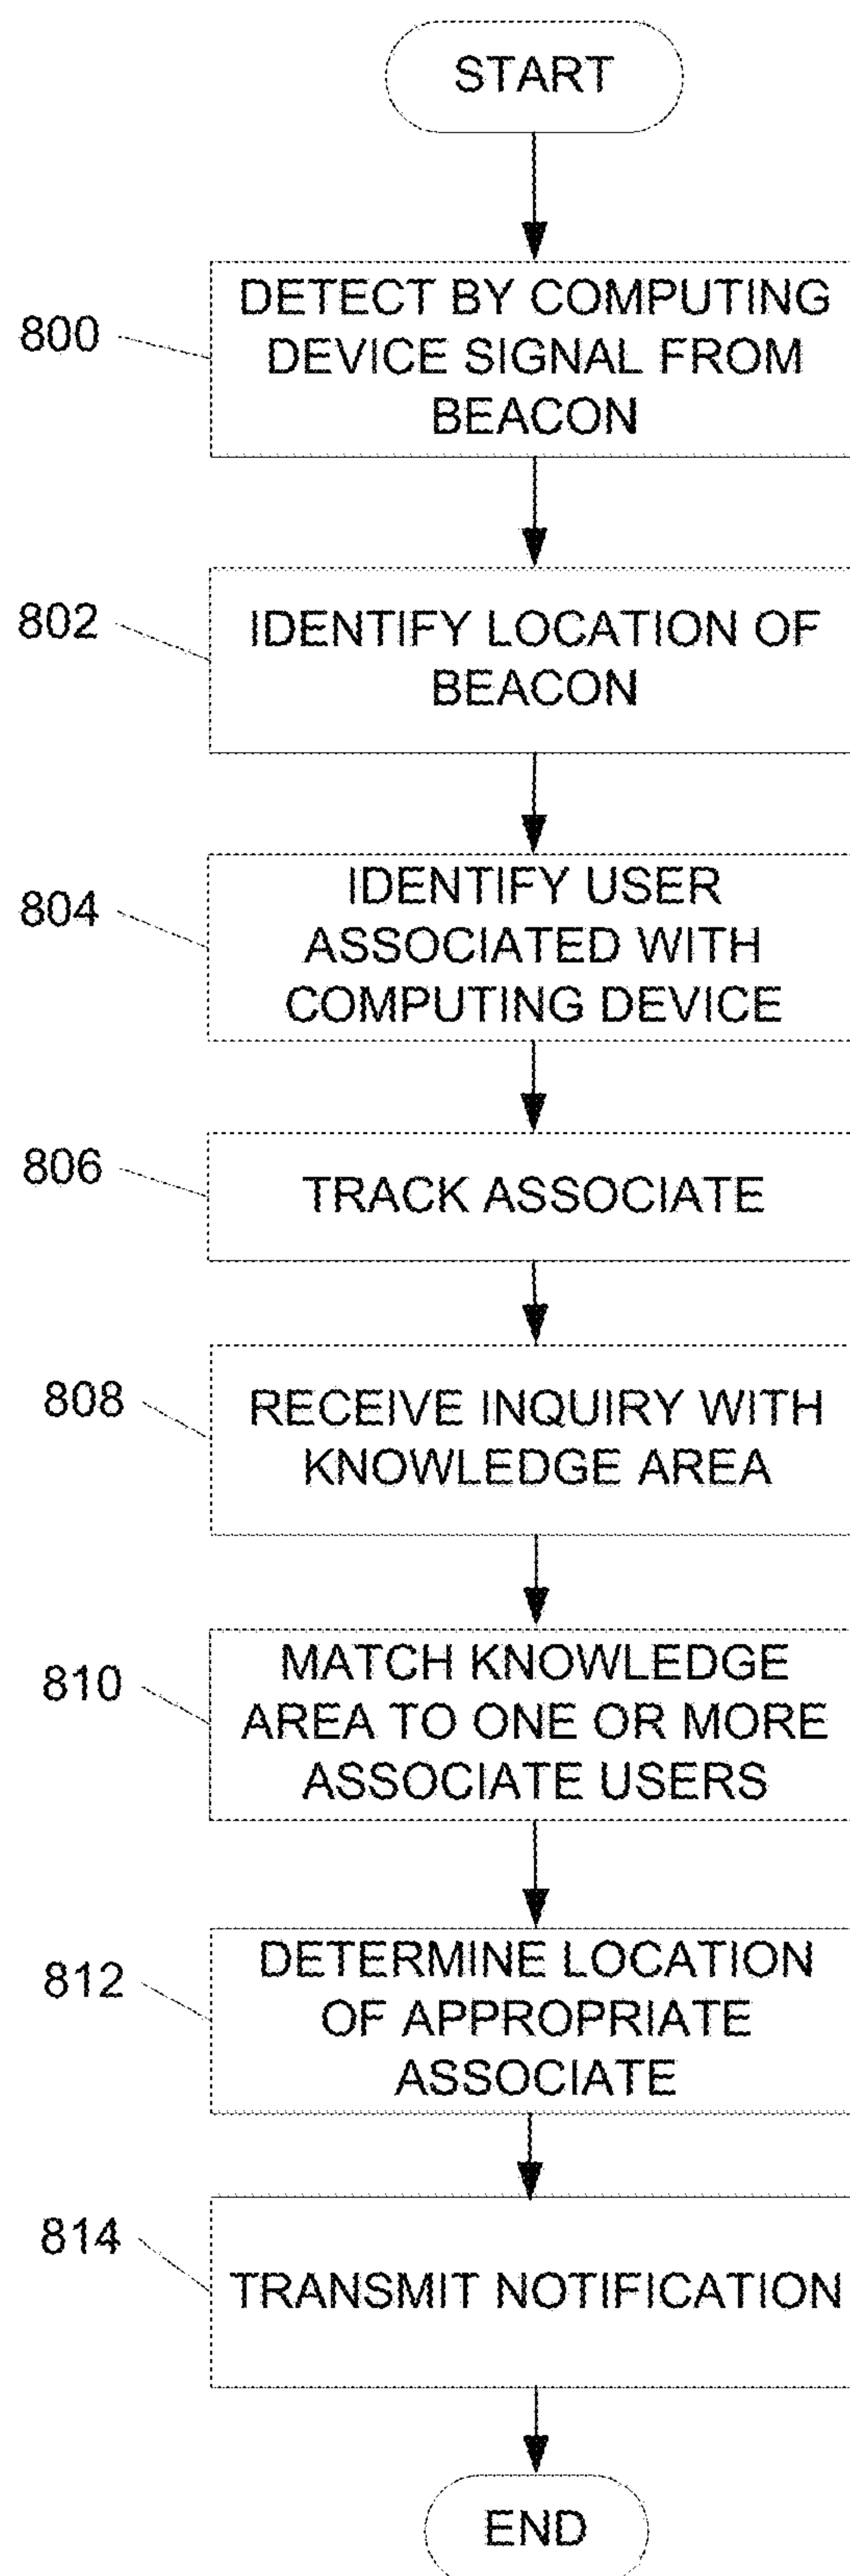 START
800
DETECT BY COMPUTING
DEVICE SIGNAL FROM
BEACON
802
IDENTIFY LOCATION OF
BEACON
804
IDENTIFY USER
ASSOCIATED WITH
COMPUTING DEVICE
806
TRACK ASSOCIATE
808
RECEIVE INQUIRY WITH
KNOWLEDGE AREA
810
MATCH KNOWLEDGE
AREA TO ONE OR MORE
ASSOCIATE USERS
812
DETERMINE LOCATION
OF APPROPRIATE
ASSOCIATE
814
TRANSMIT NOTIFICATION
END